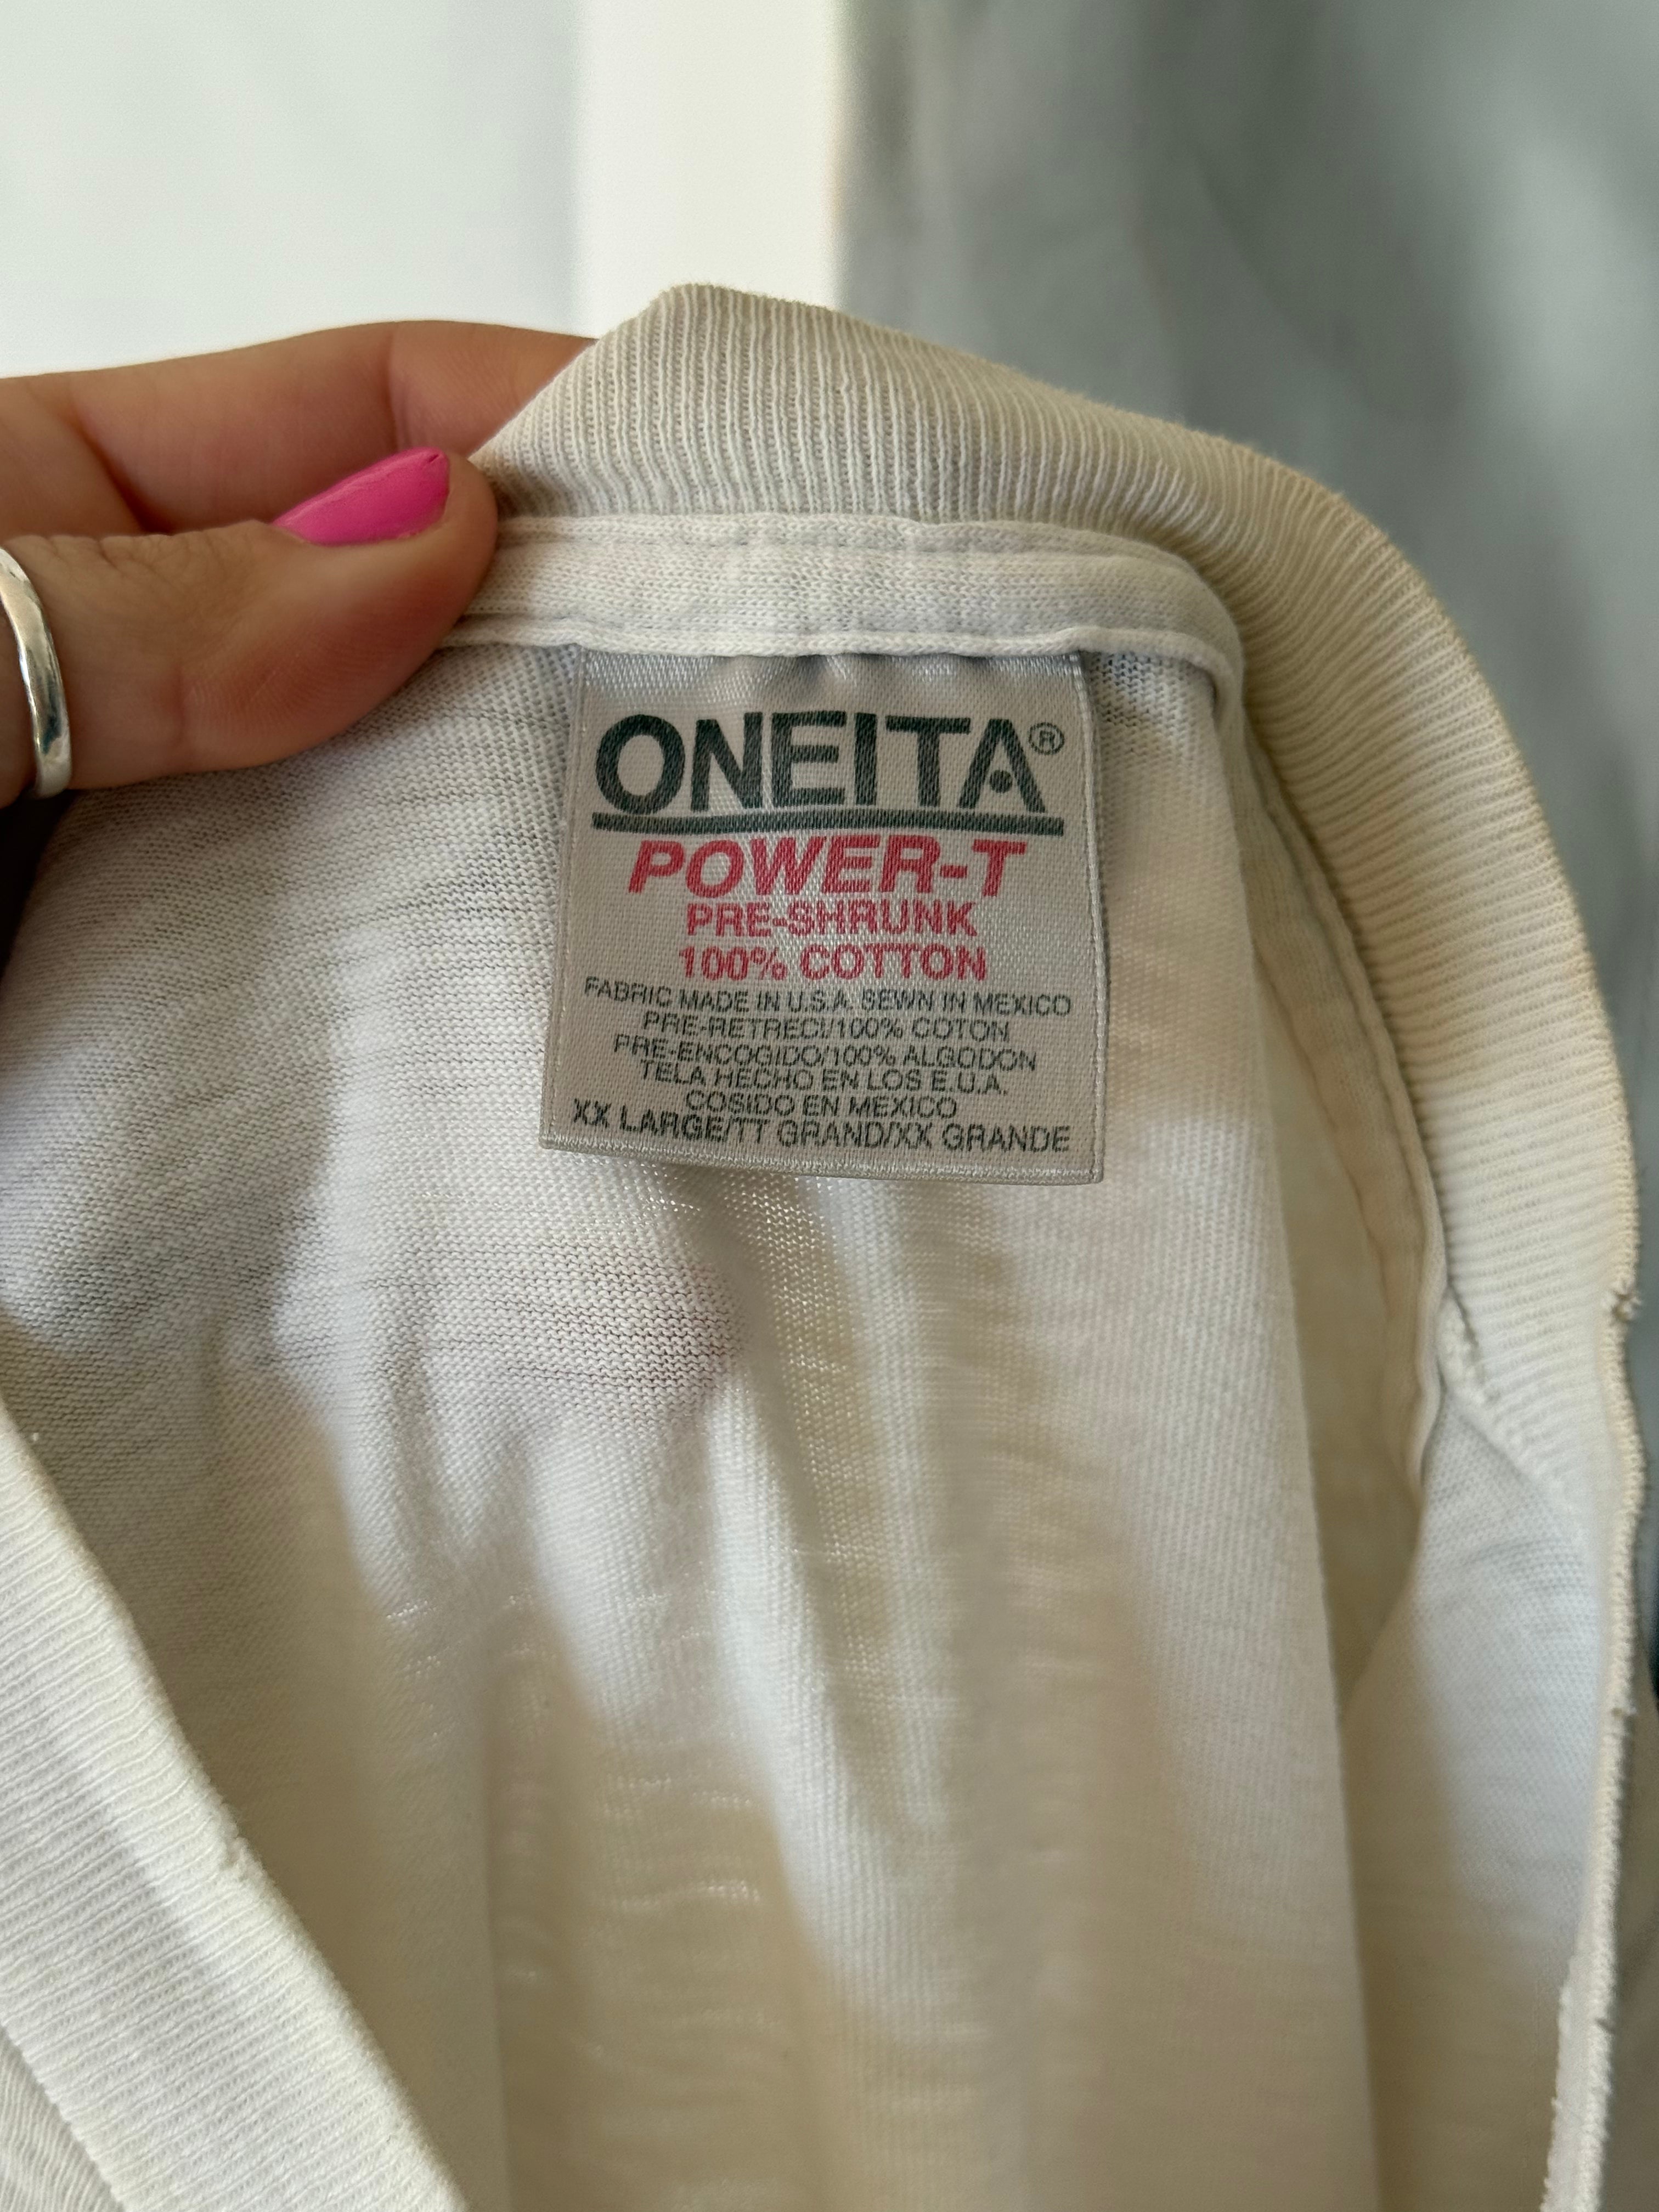 ONEITA®
POWER-T
PRE-SHRUNK
100% COTTON
FABRIC MADE IN U.S.A. SEWN IN MEXICO
PRE-RETRECI/100% COTON
PRE-ENCOGIDO/100% ALGODON
TELA HECHO EN LOS E.U.A.
COSIDO EN MEXICO
XX LARGE/TT GRAND/XX GRANDE